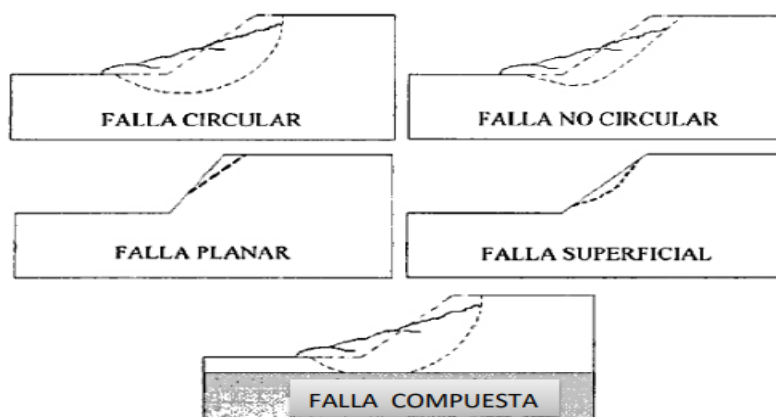 FALLA CIRCULAR
FALLA NO CIRCULAR
FALLA PLANAR
FALLA SUPERFICIAL
FALLA COMPUESTA